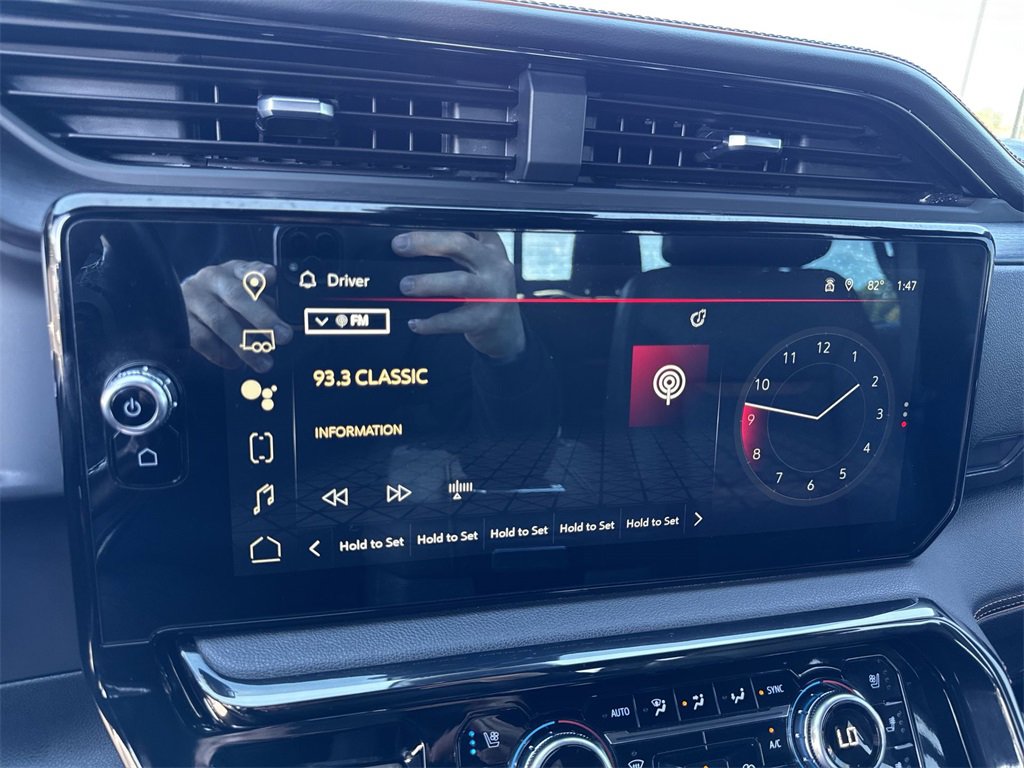 Driver 82° 1:47
FM
93.3 CLASSIC
INFORMATION
Hold to Set Hold to Set Hold to Set Hold to Set Hold to Set
12
1
2
3
4
5
6
7
8
9
10
11
AUTO SYNC
A/C LO